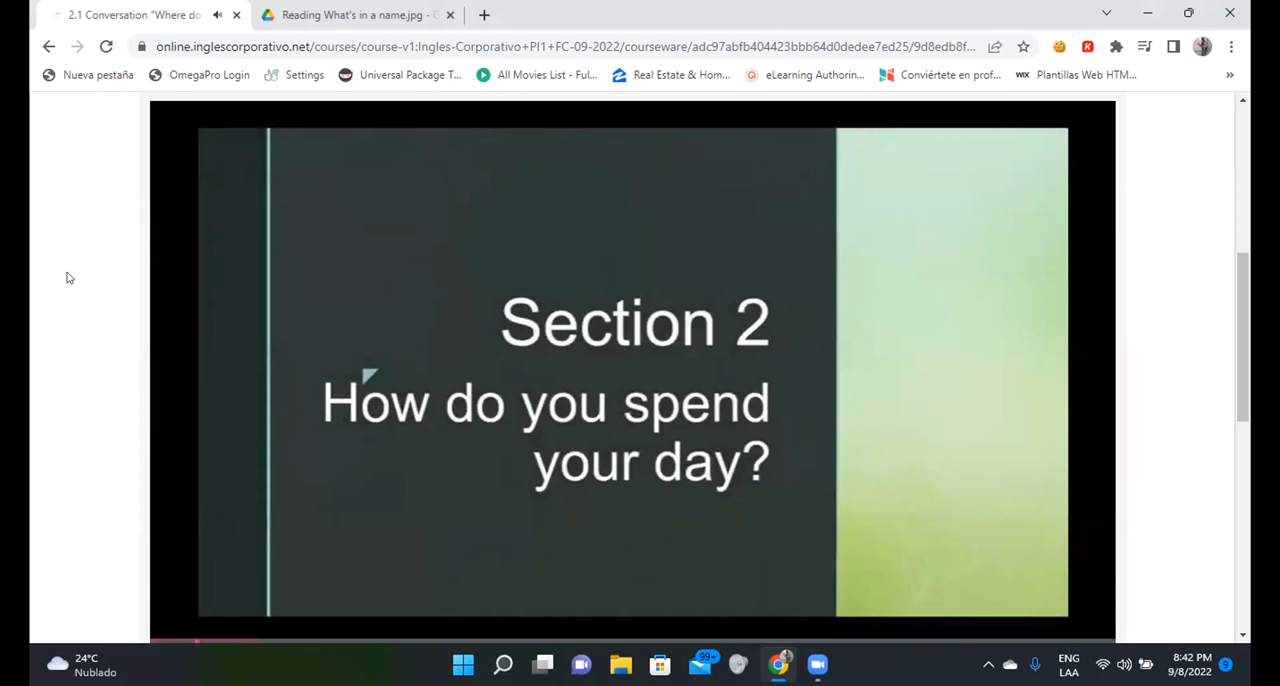 2.1 Conversation "Where do
Reading What's in a name.jpg -
online.inglescorporativo.net/courses/course-v1:Ingles-Corporativo+PI1+FC-09-2022/courseware/adc97abfb404423bbb64d0dedee7ed25/9d8edb8f...
Nueva pestaña
OmegaPro Login
Settings
Universal Package T...
All Movies List - Ful...
Real Estate & Hom...
eLearning Authorin...
Conviértete en prof...
WIX Plantillas Web HTM...
»
Section 2
How do you spend
your day?
24°C
Nublado
99+
ENG
LAA
8:42 PM
9/8/2022
9